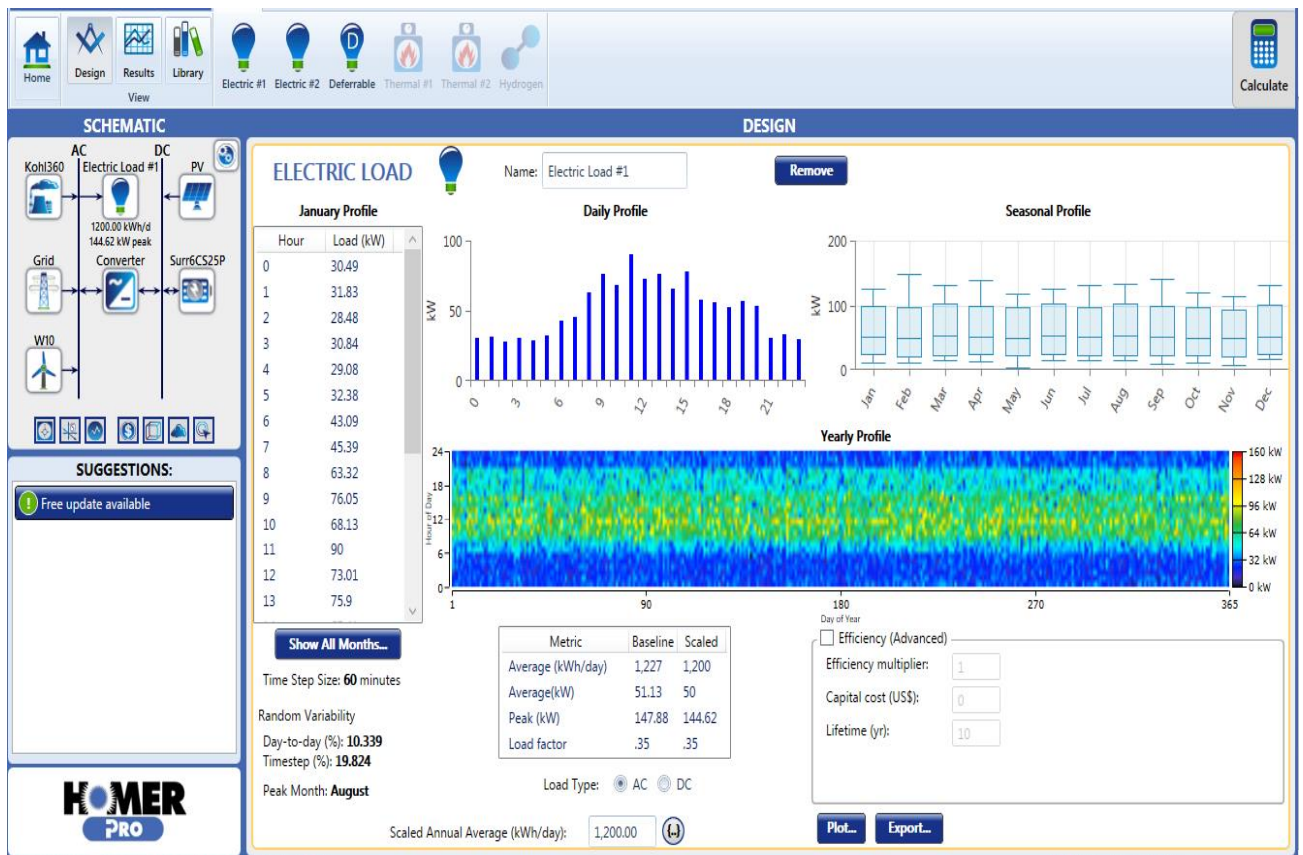 Home
Design
Results
Library
View
Electric #1
Electric #2
D
Deferrable
Thermal #1
Thermal #2
Hydrogen
Calculate
SCHEMATIC
DESIGN
AC
DC
Kohl360
Electric Load #1
PV
1200.00 kWh/d
144.62 kW peak
Grid
Converter
Surr6CS25P
W10
SUGGESTIONS:
Free update available
HOMER
PRO
ELECTRIC LOAD
Name: Electric Load #1
Remove
January Profile
Hour Load (kW)
0 30.49
1 31.83
2 28.48
3 30.84
4 29.08
5 32.38
6 43.09
7 45.39
8 63.32
9 76.05
10 68.13
11 90
12 73.01
13 75.9
Show All Months...
Time Step Size: 60 minutes
Random Variability
Day-to-day (%): 10.339
Timestep (%): 19.824
Peak Month: August
Daily Profile
kW
100
50
0
0 3 6 9 12 15 18 21
Seasonal Profile
kW
200
100
0
Jan Feb Mar Apr May Jun Jul Aug Sep Oct Nov Dec
Yearly Profile
Hour of Day
24
18
12
6
0
1 90 180 270 365
Day of Year
160 kW
128 kW
96 kW
64 kW
32 kW
0 kW
Metric Baseline Scaled
Average (kWh/day) 1,227 1,200
Average(kW) 51.13 50
Peak (kW) 147.88 144.62
Load factor .35 .35
Load Type: AC DC
Scaled Annual Average (kWh/day): 1,200.00 {..}
Efficiency (Advanced)
Efficiency multiplier: 1
Capital cost (US$): 0
Lifetime (yr): 10
Plot...
Export...